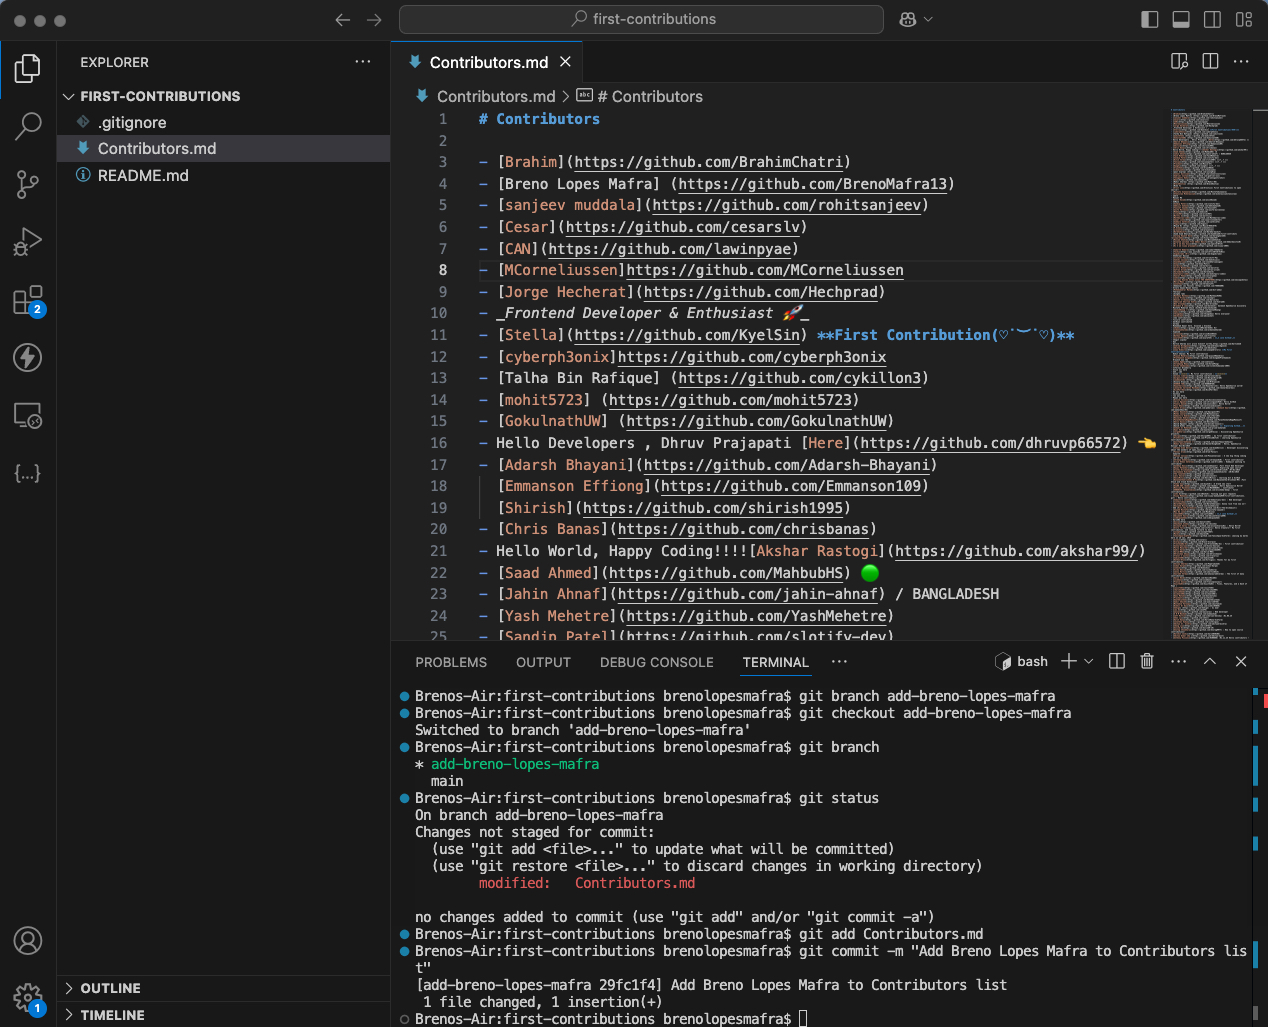 first-contributions
EXPLORER
FIRST-CONTRIBUTIONS
.gitignore
Contributors.md
README.md
2
1
OUTLINE
TIMELINE
Contributors.md
Contributors.md > # Contributors
1 # Contributors
2
3 - [Brahim](https://github.com/BrahimChatri)
4 - [Breno Lopes Mafra] (https://github.com/BrenoMafra13)
5 - [sanjeev muddala](https://github.com/rohitsanjeev)
6 - [Cesar](https://github.com/cesarslv)
7 - [CAN](https://github.com/lawinpyae)
8 - [MCorneliussen]https://github.com/MCorneliussen
9 - [Jorge Hecherat](https://github.com/Hechprad)
10 - _Frontend Developer & Enthusiast 🚀_
11 - [Stella](https://github.com/KyelSin) **First Contribution(♡˙︶˙♡)**
12 - [cyberph3onix]https://github.com/cyberph3onix
13 - [Talha Bin Rafique] (https://github.com/cykillon3)
14 - [mohit5723] (https://github.com/mohit5723)
15 - [GokulnathUW] (https://github.com/GokulnathUW)
16 - Hello Developers , Dhruv Prajapati [Here](https://github.com/dhruvp66572) 👈
17 - [Adarsh Bhayani](https://github.com/Adarsh-Bhayani)
18 [Emmanson Effiong](https://github.com/Emmanson109)
19 [Shirish](https://github.com/shirish1995)
20 - [Chris Banas](https://github.com/chrisbanas)
21 - Hello World, Happy Coding!!!![Akshar Rastogi](https://github.com/akshar99/)
22 - [Saad Ahmed](https://github.com/MahbubHS) 🟢
23 - [Jahin Ahnaf](https://github.com/jahin-ahnaf) / BANGLADESH
24 - [Yash Mehetre](https://github.com/YashMehetre)
25 - [Sandip Patel](https://github.com/slotify-dev)
PROBLEMS OUTPUT DEBUG CONSOLE TERMINAL
bash
Brenos-Air:first-contributions brenolopesmafra$ git branch add-breno-lopes-mafra
Brenos-Air:first-contributions brenolopesmafra$ git checkout add-breno-lopes-mafra
Switched to branch 'add-breno-lopes-mafra'
Brenos-Air:first-contributions brenolopesmafra$ git branch
* add-breno-lopes-mafra
main
Brenos-Air:first-contributions brenolopesmafra$ git status
On branch add-breno-lopes-mafra
Changes not staged for commit:
(use "git add <file>..." to update what will be committed)
(use "git restore <file>..." to discard changes in working directory)
modified: Contributors.md
no changes added to commit (use "git add" and/or "git commit -a")
Brenos-Air:first-contributions brenolopesmafra$ git add Contributors.md
Brenos-Air:first-contributions brenolopesmafra$ git commit -m "Add Breno Lopes Mafra to Contributors lis
t"
[add-breno-lopes-mafra 29fc1f4] Add Breno Lopes Mafra to Contributors list
1 file changed, 1 insertion(+)
Brenos-Air:first-contributions brenolopesmafra$